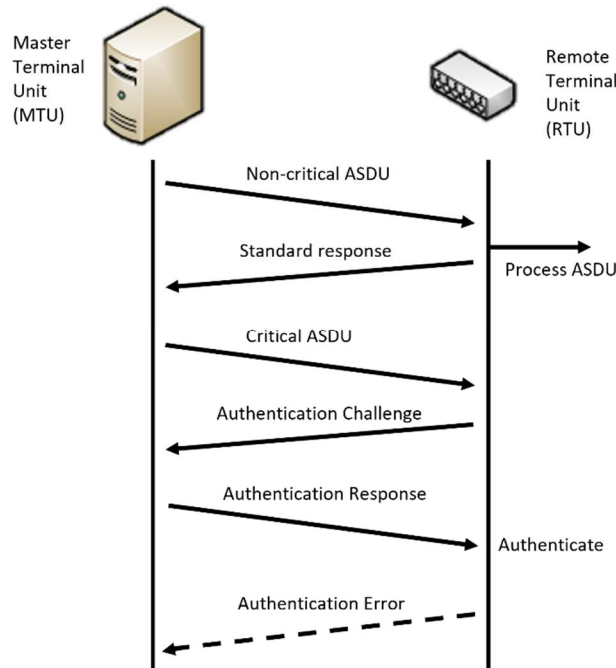 Master
Terminal
Unit
(MTU)
Remote
Terminal
Unit
(RTU)
Non-critical ASDU
Standard response
Process ASDU
Critical ASDU
Authentication Challenge
Authentication Response
Authenticate
Authentication Error